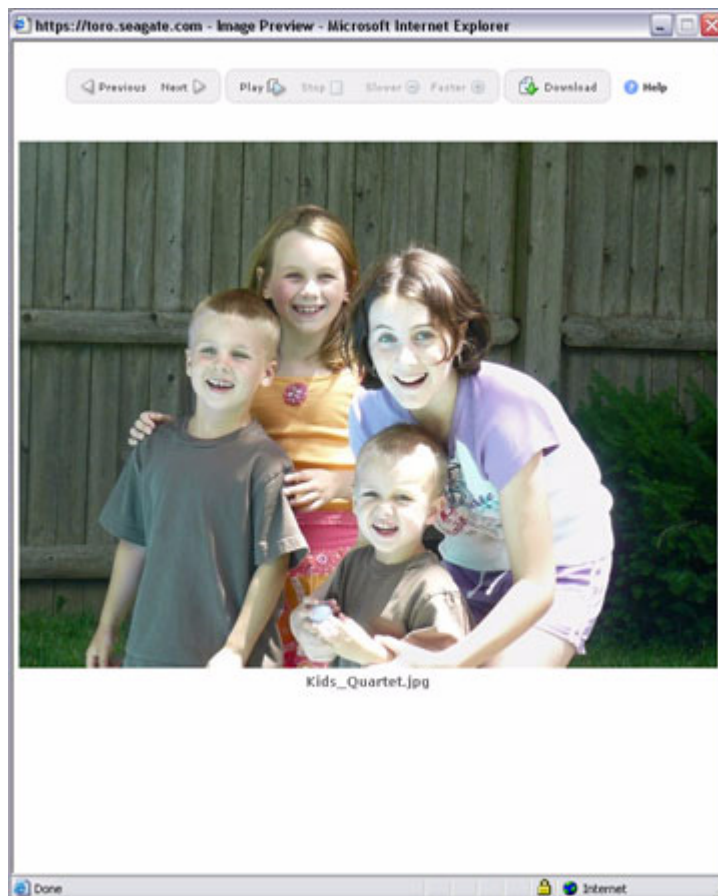 https://toro.seagate.com - Image Preview - Microsoft Internet Explorer
Previous Next Play Stop Slower Faster Download Help
Kids_Quartet.jpg
Done Internet